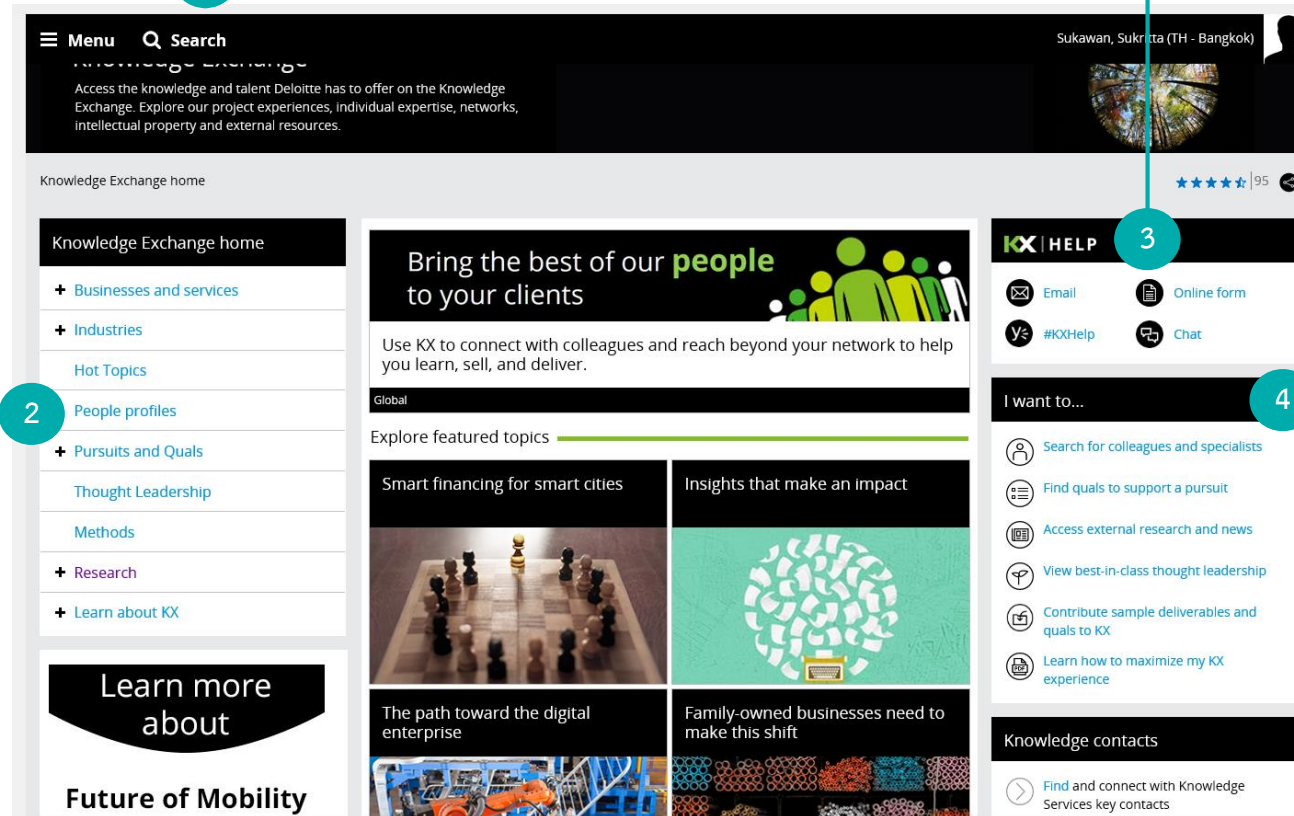 Menu
Search
Sukawan, Sukritta (TH - Bangkok)
Knowledge Exchange
Access the knowledge and talent Deloitte has to offer on the Knowledge
Exchange. Explore our project experiences, individual expertise, networks,
intellectual property and external resources.
Knowledge Exchange home
95
Knowledge Exchange home
Businesses and services
Industries
Hot Topics
2
People profiles
Pursuits and Quals
Thought Leadership
Methods
Research
Learn about KX
Learn more
about
Future of Mobility
Bring the best of our people
to your clients
Use KX to connect with colleagues and reach beyond your network to help
you learn, sell, and deliver.
Global
Explore featured topics
Smart financing for smart cities
Insights that make an impact
The path toward the digital
enterprise
Family-owned businesses need to
make this shift
KX | HELP
3
Email
Online form
#KXHelp
Chat
I want to...
4
Search for colleagues and specialists
Find quals to support a pursuit
Access external research and news
View best-in-class thought leadership
Contribute sample deliverables and
quals to KX
Learn how to maximize my KX
experience
Knowledge contacts
Find and connect with Knowledge
Services key contacts